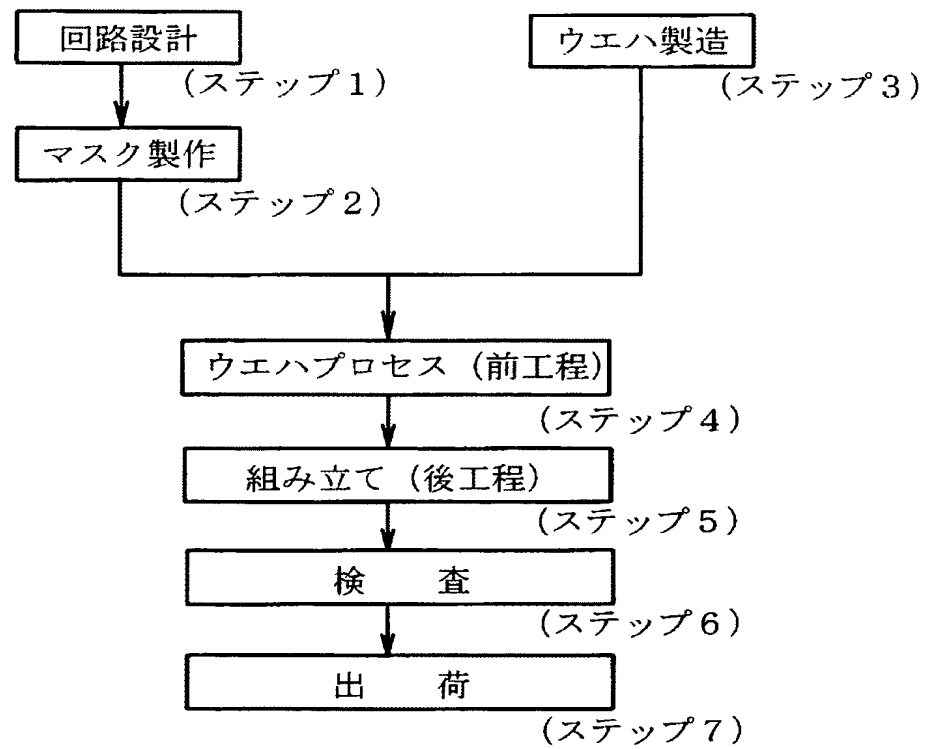 回路設計
(ステップ1)
ウエハ製造
(ステップ3)
マスク製作
(ステップ2)
ウエハプロセス(前工程)
(ステップ4)
組み立て(後工程)
(ステップ5)
検 査
(ステップ6)
出 荷
(ステップ7)